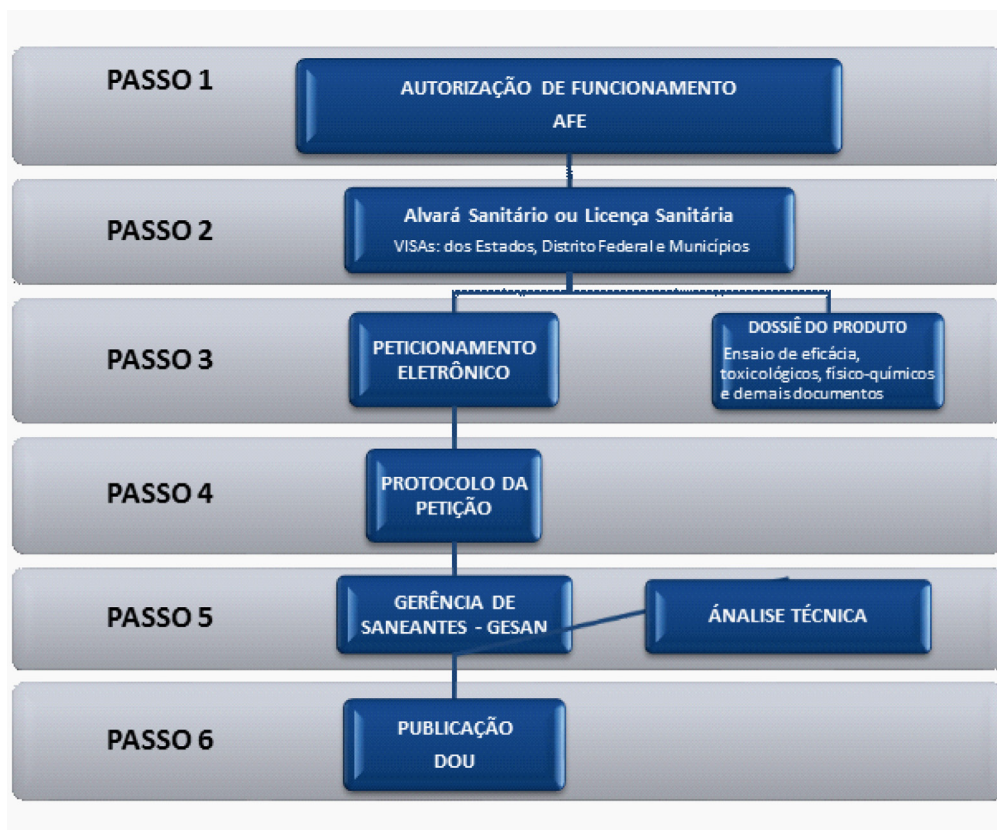 PASSO 1
AUTORIZAÇÃO DE FUNCIONAMENTO
AFE
PASSO 2
Alvará Sanitário ou Licença Sanitária
VISAs: dos Estados, Distrito Federal e Municípios
PASSO 3
PETICIONAMENTO
ELETRÔNICO
DOSSIÊ DO PRODUTO
Ensaio de eficácia,
toxicológicos, físico-químicos
e demais documentos
PASSO 4
PROTOCOLO DA
PETIÇÃO
PASSO 5
GERÊNCIA DE
SANEANTES - GESAN
ÁNALISE TÉCNICA
PASSO 6
PUBLICAÇÃO
DOU